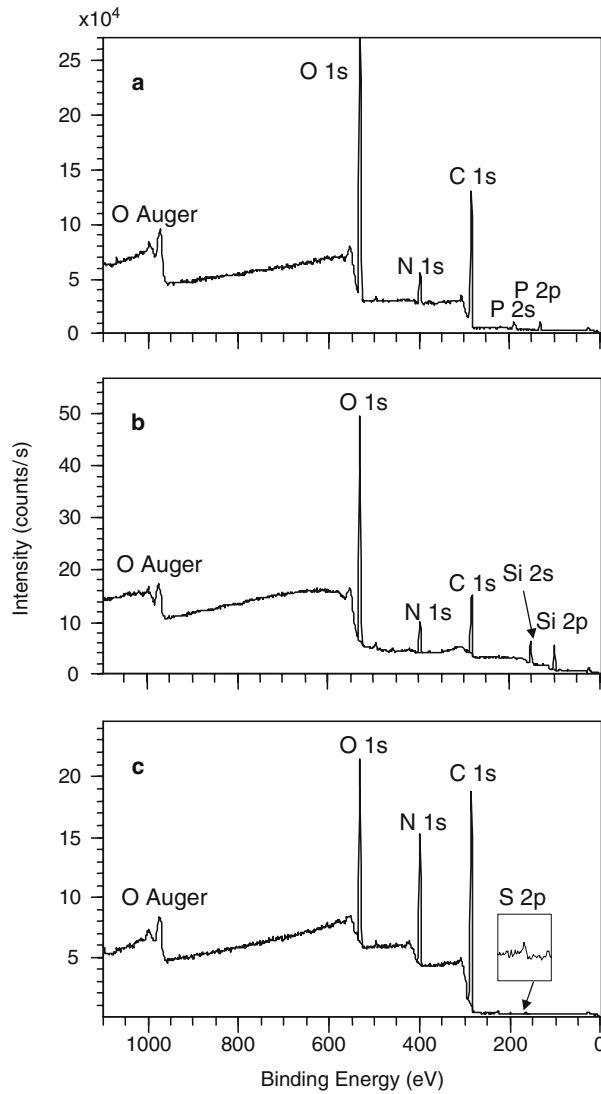 x10⁴
25
20
15
10
5
0
a
O 1s
C 1s
O Auger
N 1s
P 2p
P 2s
50
40
30
20
10
0
b
O 1s
O Auger
N 1s
C 1s
Si 2s
Si 2p
Intensity (counts/s)
20
15
10
5
c
O 1s
C 1s
N 1s
O Auger
S 2p
1000 800 600 400 200 0
Binding Energy (eV)